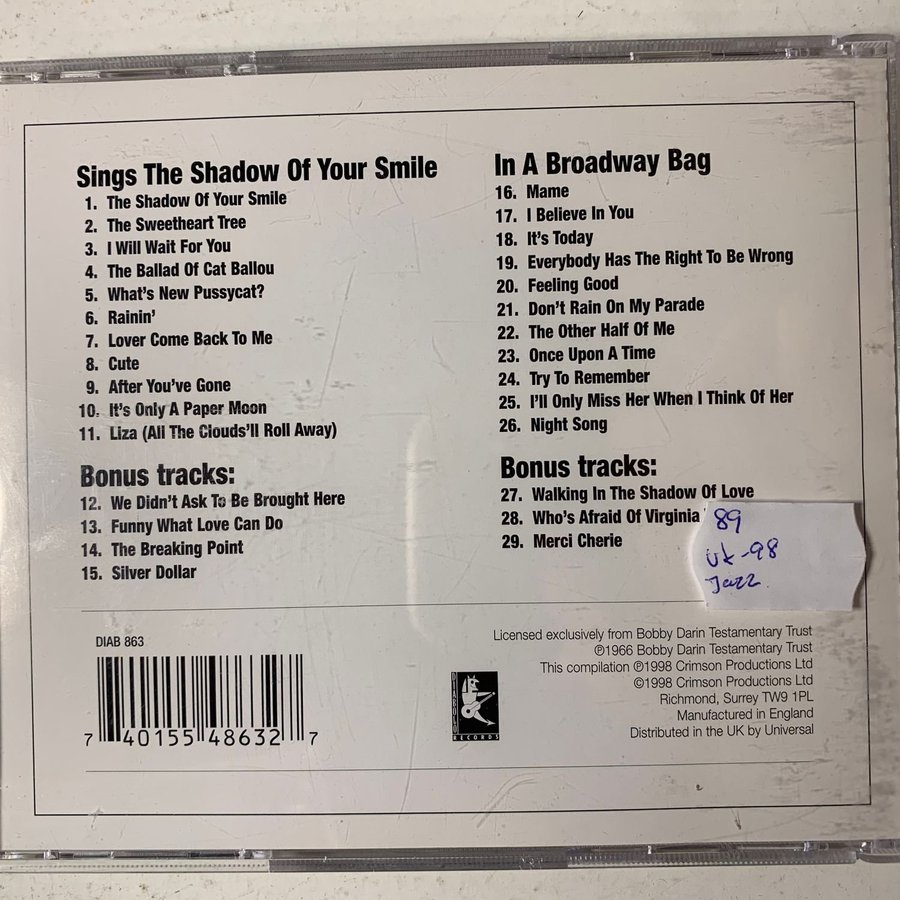 Sings The Shadow Of Your Smile
1. The Shadow Of Your Smile
2. The Sweetheart Tree
3. I Will Wait For You
4. The Ballad Of Cat Ballou
5. What's New Pussycat?
6. Rainin'
7. Lover Come Back To Me
8. Cute
9. After You've Gone
10. It's Only A Paper Moon
11. Liza (All The Clouds'll Roll Away)
Bonus tracks:
12. We Didn't Ask To Be Brought Here
13. Funny What Love Can Do
14. The Breaking Point
15. Silver Dollar
In A Broadway Bag
16. Mame
17. I Believe In You
18. It's Today
19. Everybody Has The Right To Be Wrong
20. Feeling Good
21. Don't Rain On My Parade
22. The Other Half Of Me
23. Once Upon A Time
24. Try To Remember
25. I'll Only Miss Her When I Think Of Her
26. Night Song
Bonus tracks:
27. Walking In The Shadow Of Love
28. Who's Afraid Of Virginia
29. Merci Cherie
89
UK-98
Jazz
DIAB 863
7 40155 48632 7
DIABOLO
RECORDS
Licensed exclusively from Bobby Darin Testamentary Trust
℗1966 Bobby Darin Testamentary Trust
This compilation ℗1998 Crimson Productions Ltd
©1998 Crimson Productions Ltd
Richmond, Surrey TW9 1PL
Manufactured in England
Distributed in the UK by Universal